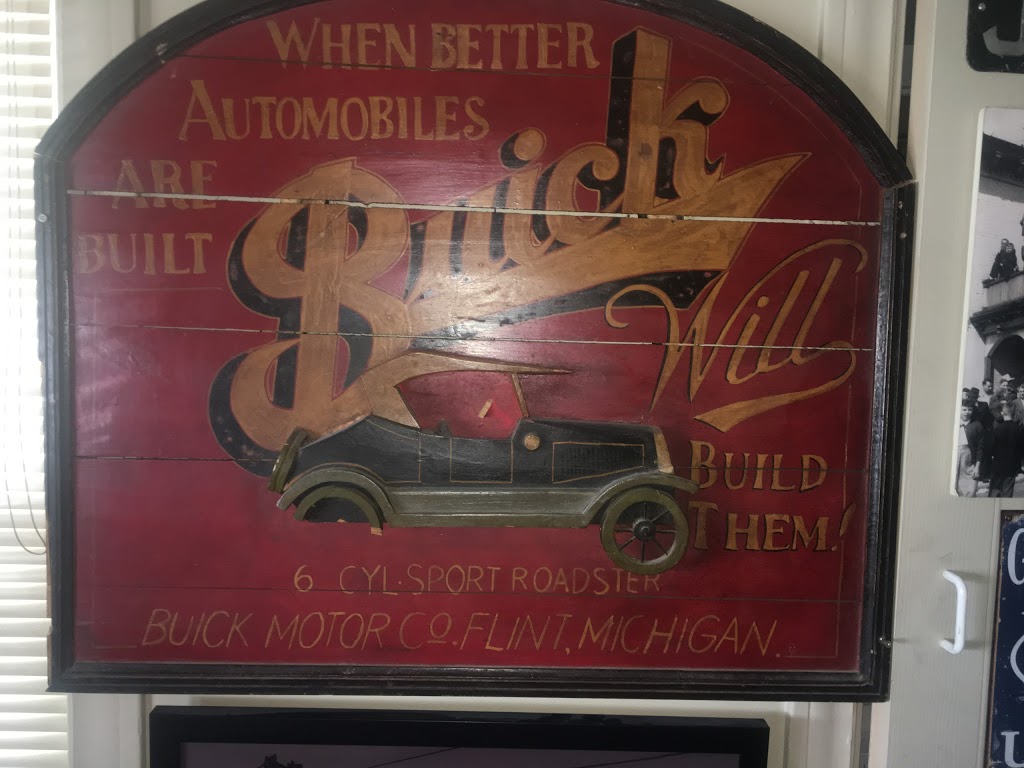 WHEN BETTER
AUTOMOBILES
ARE
BUILT
Buick
Will
BUILD
THEM!
6 CYL. SPORT ROADSTER
BUICK MOTOR CO. FLINT, MICHIGAN.